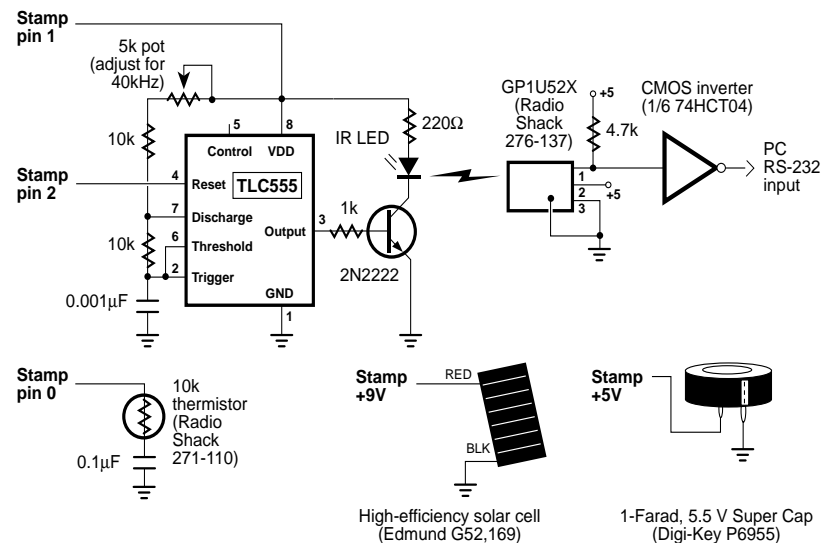 Stamp
pin 1
5k pot
(adjust for
40kHz)
10k
5
8
Control
VDD
220Ω
IR LED
GP1U52X
(Radio
Shack
276-137)
+5
4.7k
CMOS inverter
(1/6 74HCT04)
PC
RS-232
input
1
+5
2
3
Stamp
pin 2
4
Reset
TLC555
7
Discharge
10k
6
Threshold
Output
3
1k
2
Trigger
2N2222
0.001μF
GND
1
Stamp
pin 0
10k
thermistor
(Radio
Shack
271-110)
0.1μF
Stamp
+9V
RED
BLK
High-efficiency solar cell
(Edmund G52,169)
Stamp
+5V
1-Farad, 5.5 V Super Cap
(Digi-Key P6955)